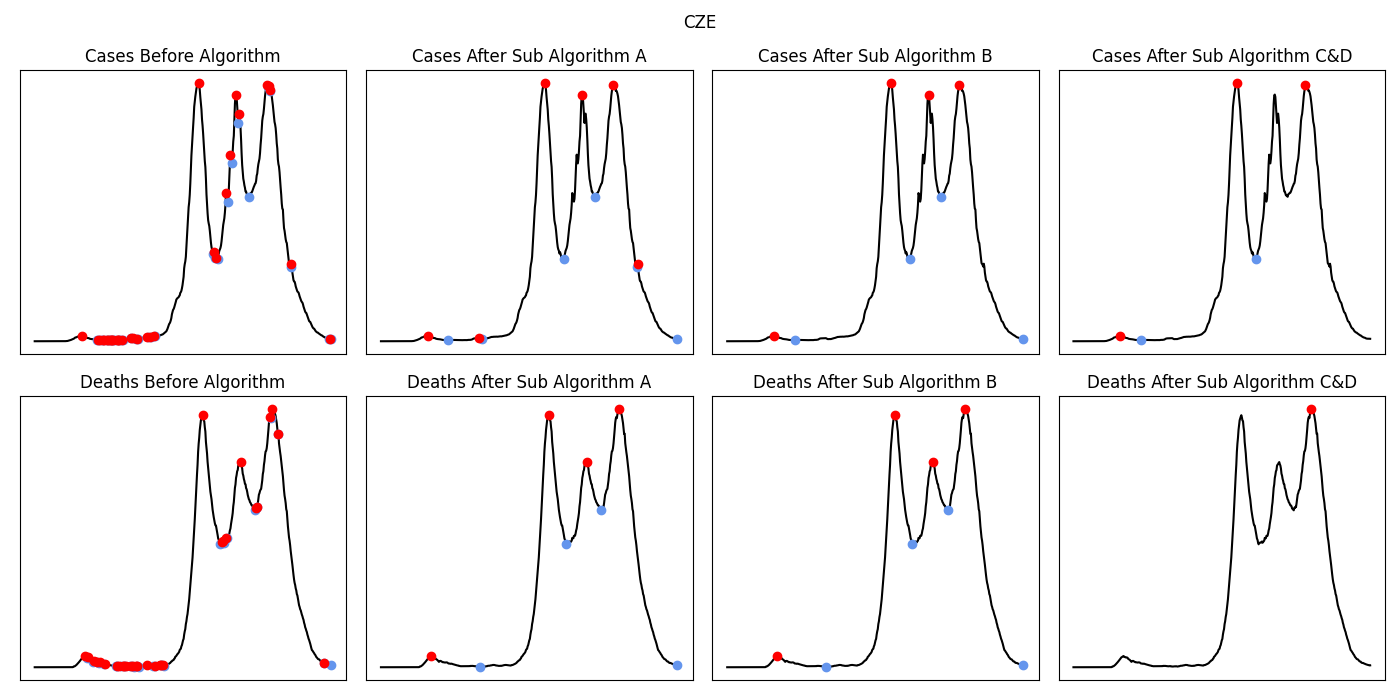 CZE
Cases Before Algorithm
Cases After Sub Algorithm A
Cases After Sub Algorithm B
Cases After Sub Algorithm C&D
Deaths Before Algorithm
Deaths After Sub Algorithm A
Deaths After Sub Algorithm B
Deaths After Sub Algorithm C&D